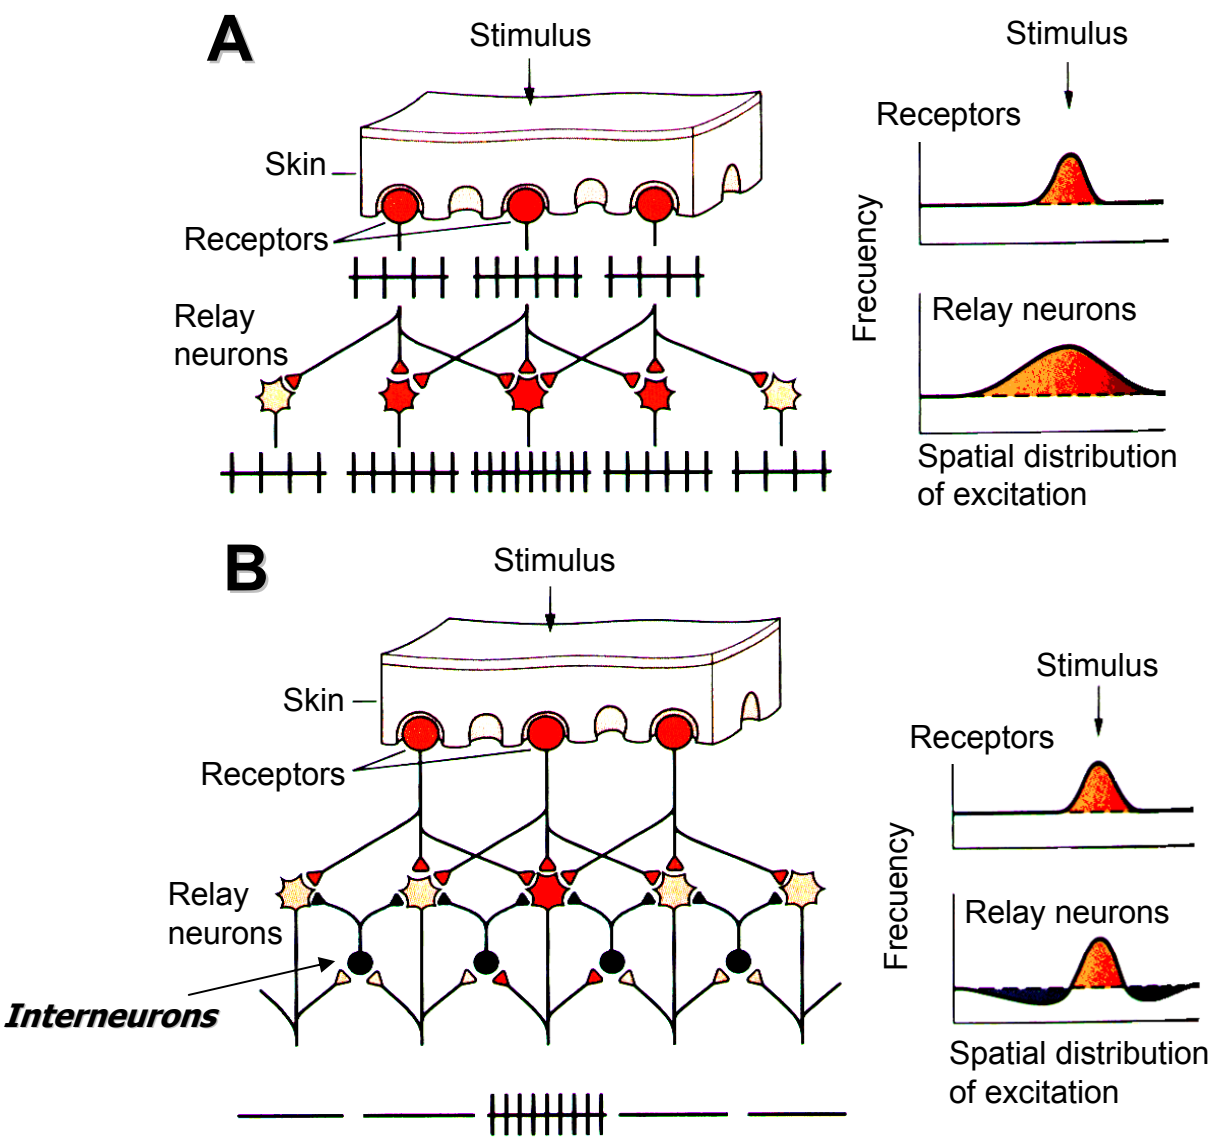 A
Stimulus
Skin
Receptors
Relay
neurons
Stimulus
Receptors
Frecuency
Relay neurons
Spatial distribution
of excitation
B
Stimulus
Skin
Receptors
Relay
neurons
Interneurons
Stimulus
Receptors
Frecuency
Relay neurons
Spatial distribution
of excitation